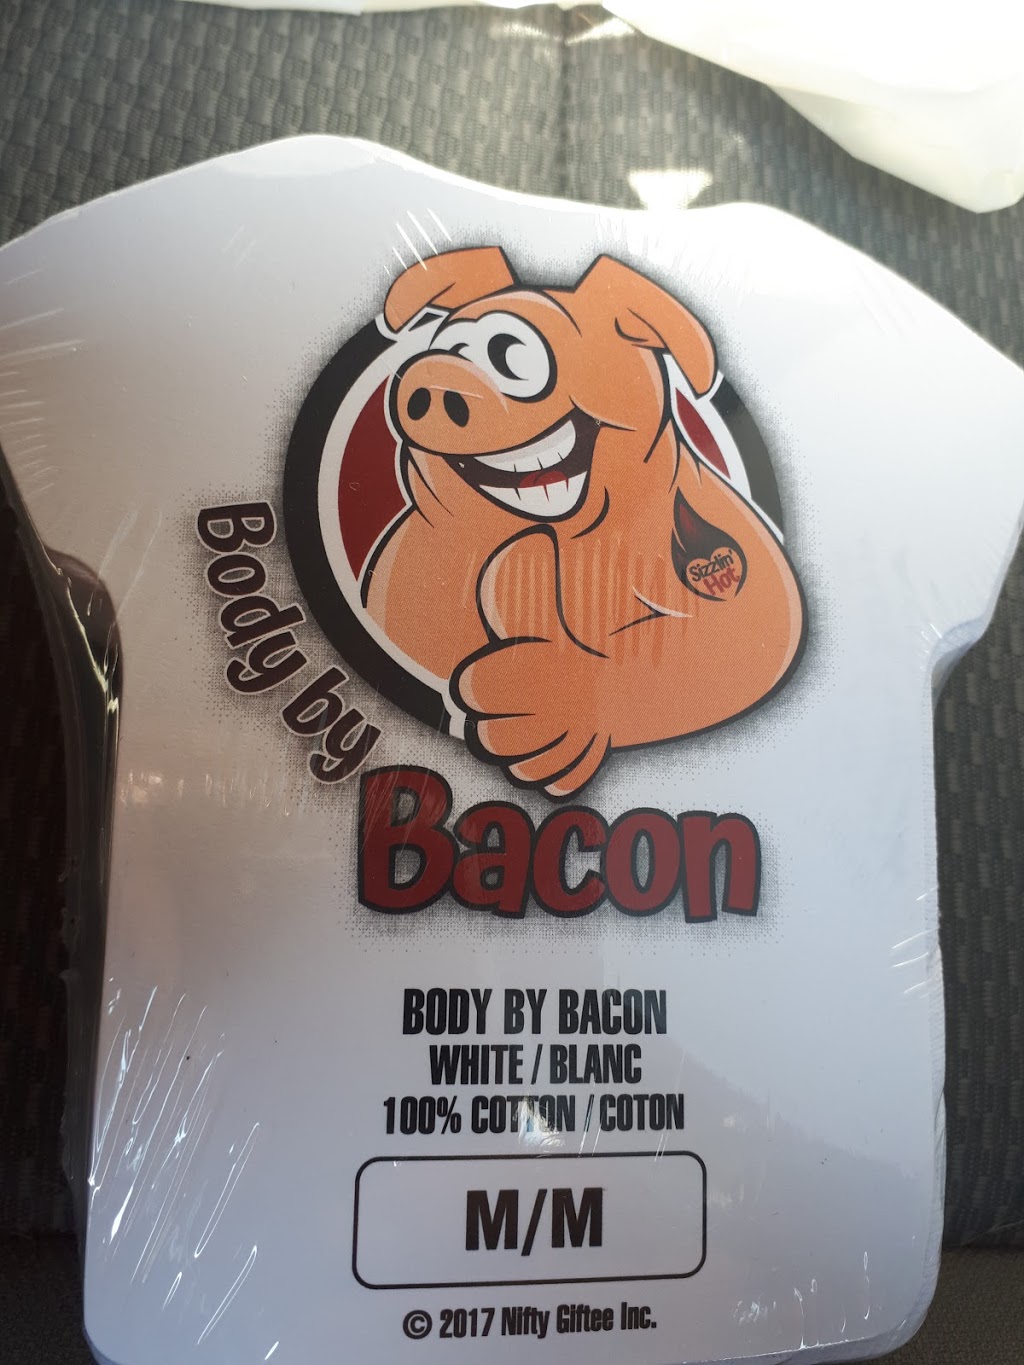 Sizzlin'
Hot
Body by
Bacon
BODY BY BACON
WHITE / BLANC
100% COTTON / COTON
M/M
© 2017 Nifty Giftee Inc.